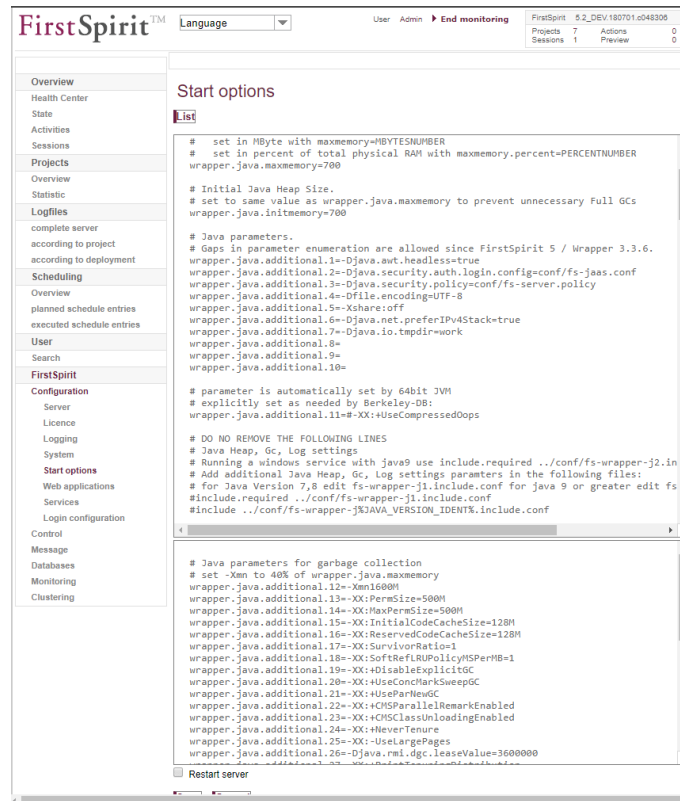 FirstSpirit™
Language
User Admin End monitoring
FirstSpirit 5.2_DEV.180701.c048306
Projects 7 Actions 0
Sessions 1 Preview 0
Overview
Health Center
State
Activities
Sessions
Projects
Overview
Statistic
Logfiles
complete server
according to project
according to deployment
Scheduling
Overview
planned schedule entries
executed schedule entries
User
Search
FirstSpirit
Configuration
Server
Licence
Logging
System
Start options
Web applications
Services
Login configuration
Control
Message
Databases
Monitoring
Clustering
Start options
List
#   set in MByte with maxmemory=MBYTESNUMBER
#   set in percent of total physical RAM with maxmemory.percent=PERCENTNUMBER
wrapper.java.maxmemory=700
# Initial Java Heap Size.
# set to same value as wrapper.java.maxmemory to prevent unnecessary Full GCs
wrapper.java.initmemory=700
# Java parameters.
# Gaps in parameter enumeration are allowed since FirstSpirit 5 / Wrapper 3.3.6.
wrapper.java.additional.1=-Djava.awt.headless=true
wrapper.java.additional.2=-Djava.security.auth.login.config=conf/fs-jaas.conf
wrapper.java.additional.3=-Djava.security.policy=conf/fs-server.policy
wrapper.java.additional.4=-Dfile.encoding=UTF-8
wrapper.java.additional.5=-Xshare:off
wrapper.java.additional.6=-Djava.net.preferIPv4Stack=true
wrapper.java.additional.7=-Djava.io.tmpdir=work
wrapper.java.additional.8=
wrapper.java.additional.9=
wrapper.java.additional.10=
# parameter is automatically set by 64bit JVM
# explicitly set as needed by Berkeley-DB:
wrapper.java.additional.11=#-XX:+UseCompressedOops
# DO NO REMOVE THE FOLLOWING LINES
# Java Heap, Gc, Log settings
# Running a windows service with java9 use include.required ../conf/fs-wrapper-j2.in
# Add additional Java Heap, Gc, Log settings paramters in the following files:
# for Java Version 7,8 edit fs-wrapper-j1.include.conf for java 9 or greater edit fs
#include.required ../conf/fs-wrapper-j1.include.conf
#include ../conf/fs-wrapper-j%JAVA_VERSION_IDENT%.include.conf
# Java parameters for garbage collection
# set -Xmn to 40% of wrapper.java.maxmemory
wrapper.java.additional.12=-Xmn1600M
wrapper.java.additional.13=-XX:PermSize=500M
wrapper.java.additional.14=-XX:MaxPermSize=500M
wrapper.java.additional.15=-XX:InitialCodeCacheSize=128M
wrapper.java.additional.16=-XX:ReservedCodeCacheSize=128M
wrapper.java.additional.17=-XX:SurvivorRatio=1
wrapper.java.additional.18=-XX:SoftRefLRUPolicyMSPerMB=1
wrapper.java.additional.19=-XX:+DisableExplicitGC
wrapper.java.additional.20=-XX:+UseConcMarkSweepGC
wrapper.java.additional.21=-XX:+UseParNewGC
wrapper.java.additional.22=-XX:+CMSParallelRemarkEnabled
wrapper.java.additional.23=-XX:+CMSClassUnloadingEnabled
wrapper.java.additional.24=-XX:+NeverTenure
wrapper.java.additional.25=-XX:-UseLargePages
wrapper.java.additional.26=-Djava.rmi.dgc.leaseValue=3600000
Restart server